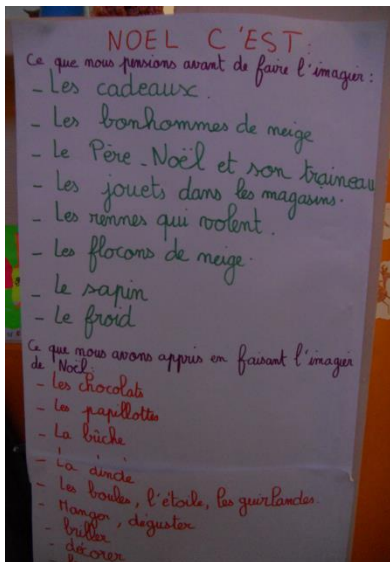 NOEL C'EST:
Ce que nous pensions avant de faire l'imagier :
- Les cadeaux.
- Les bonhommes de neige
- Le Père-Noël et son traineau
- Les jouets dans les magasins.
- Les rennes qui volent.
- Les flocons de neige.
- Le sapin
- Le froid
Ce que nous avons appris en faisant l'imagier
de Noël:
- Les chocolats
- Les papillottes
- La bûche
- La dinde
- Les boules, l'étoile, les guirlandes.
- Manger, déguster
- briller
- décorer